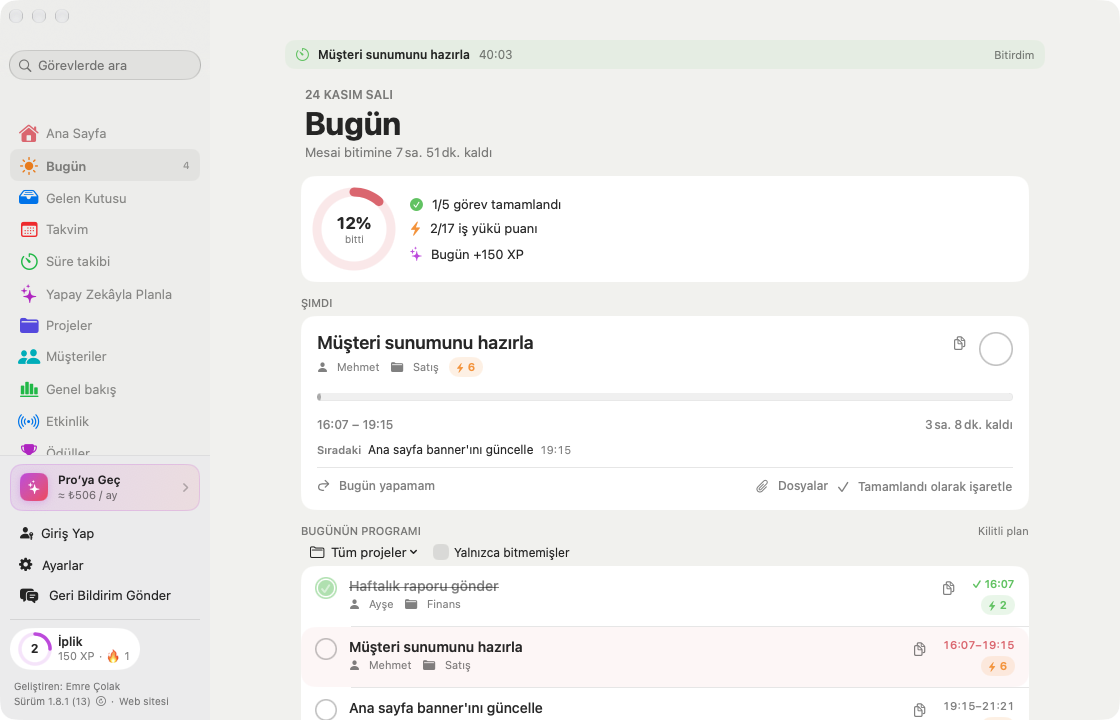 Görevlerde ara
Ana Sayfa
Bugün 4
Gelen Kutusu
Takvim
Süre takibi
Yapay Zekâyla Planla
Projeler
Müşteriler
Genel bakış
Etkinlik
Ödüller
Pro'ya Geç
≈ ₺506 / ay
Giriş Yap
Ayarlar
Geri Bildirim Gönder
2
İplik
150 XP · 🔥 1
Geliştiren: Emre Çolak
Sürüm 1.8.1 (13) · Web sitesi
Müşteri sunumunu hazırla 40:03 Bitirdim
24 KASIM SALI
Bugün
Mesai bitimine 7 sa. 51 dk. kaldı
12%
bitti
1/5 görev tamamlandı
2/17 iş yükü puanı
Bugün +150 XP
ŞIMDI
Müşteri sunumunu hazırla
Mehmet Satış 6
16:07 – 19:15 3 sa. 8 dk. kaldı
Sıradaki Ana sayfa banner'ını güncelle 19:15
Bugün yapamam Dosyalar Tamamlandı olarak işaretle
BUGÜNÜN PROGRAMI Kilitli plan
Tüm projeler Yalnızca bitmemişler
Haftalık raporu gönder 16:07
Ayşe Finans 2
Müşteri sunumunu hazırla 16:07–19:15
Mehmet Satış 6
Ana sayfa banner'ını güncelle 19:15–21:21